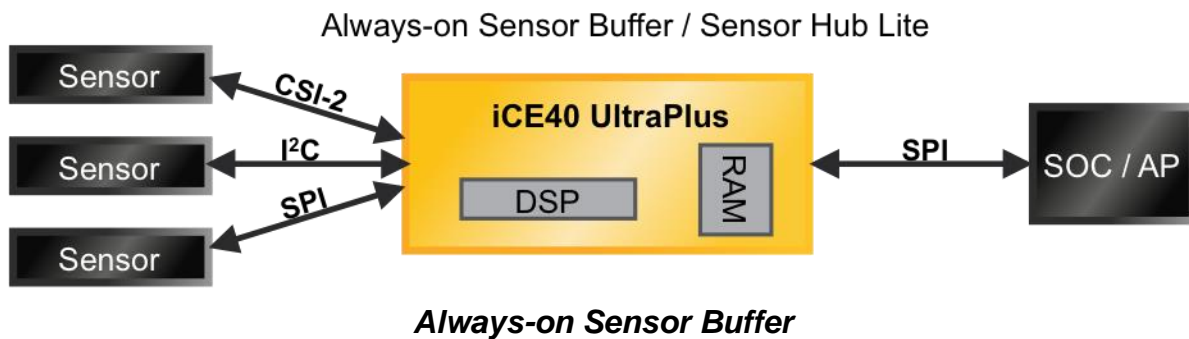 Always-on Sensor Buffer / Sensor Hub Lite
Sensor
CSI-2
Sensor
I²C
Sensor
SPI
iCE40 UltraPlus
DSP
RAM
SPI
SOC / AP
Always-on Sensor Buffer